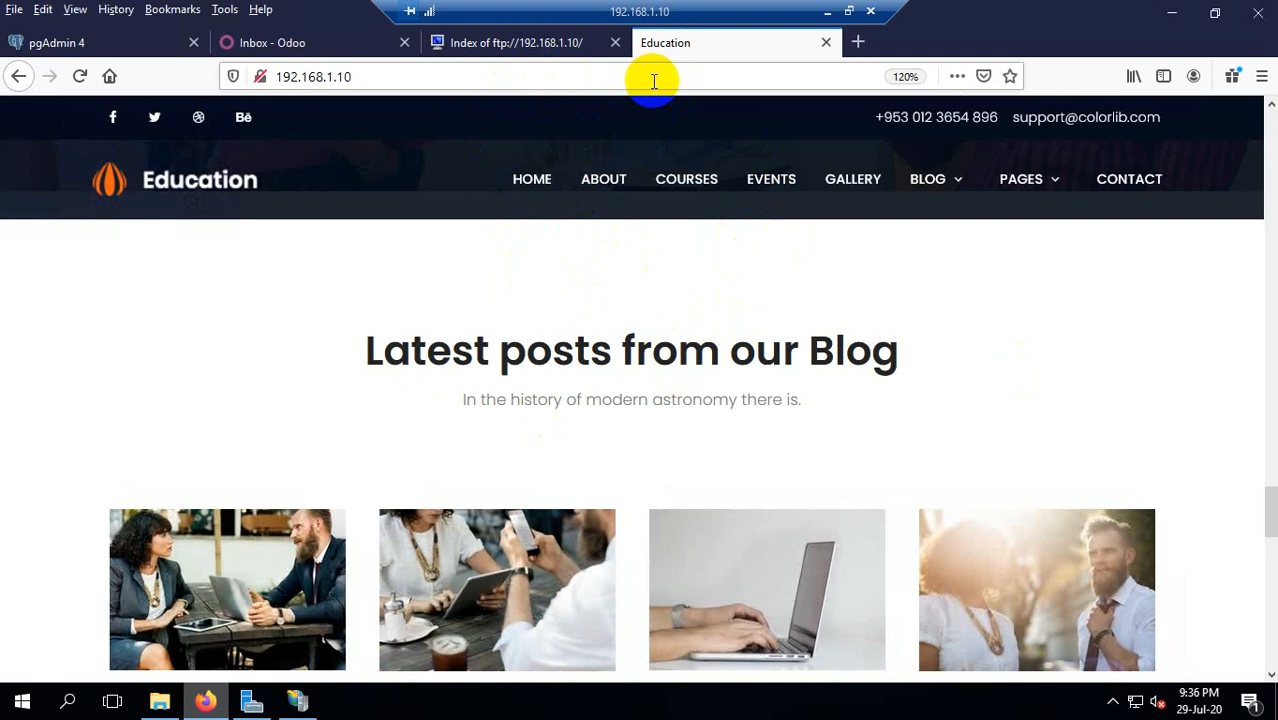 File Edit View History Bookmarks Tools Help
192.168.1.10
pgAdmin 4
Inbox - Odoo
Index of ftp://192.168.1.10/
Education
192.168.1.10
120%
+953 012 3654 896 support@colorlib.com
Education
HOME ABOUT COURSES EVENTS GALLERY BLOG PAGES CONTACT
Latest posts from our Blog
In the history of modern astronomy there is.
9:36 PM
29-Jul-20
1